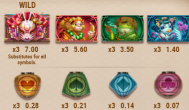 WILD
x3 7.00 x3 5.60 x3 3.50 x3 1.40
Substitutes for all
symbols.
x3 0.28 x3 0.21 x3 0.14 x3 0.07